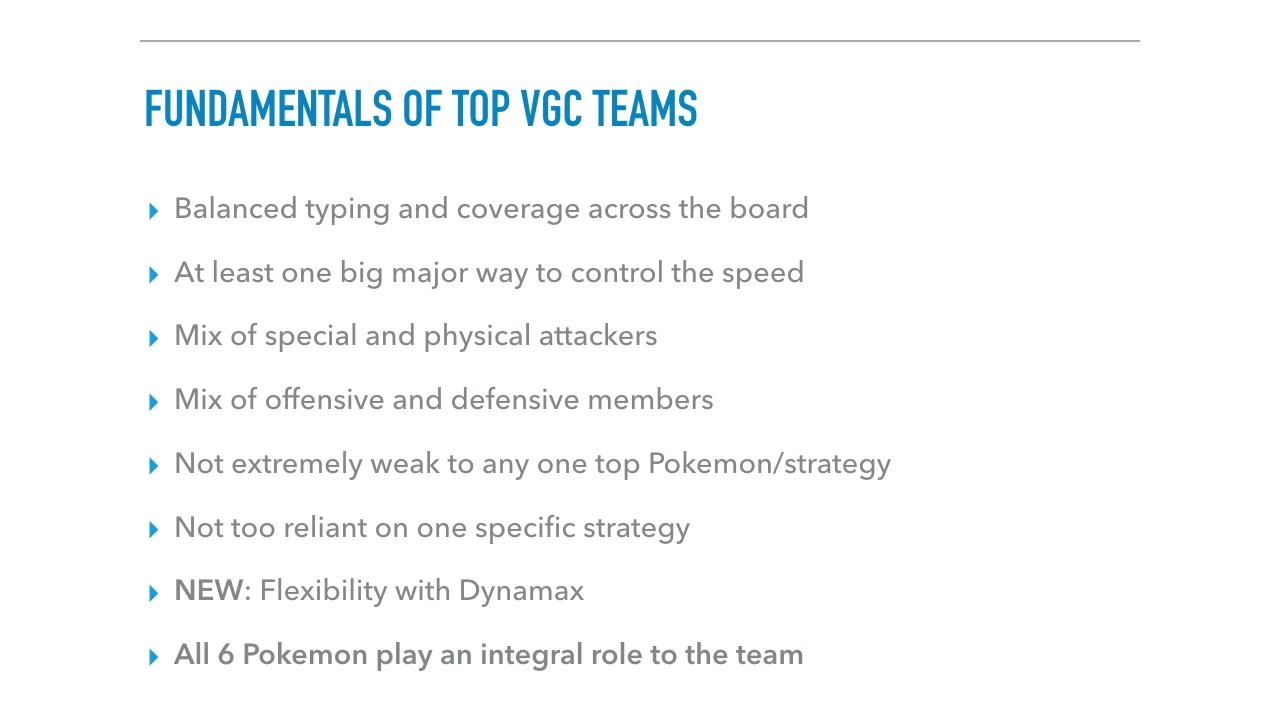 FUNDAMENTALS OF TOP VGC TEAMS
Balanced typing and coverage across the board
At least one big major way to control the speed
Mix of special and physical attackers
Mix of offensive and defensive members
Not extremely weak to any one top Pokemon/strategy
Not too reliant on one specific strategy
NEW: Flexibility with Dynamax
All 6 Pokemon play an integral role to the team